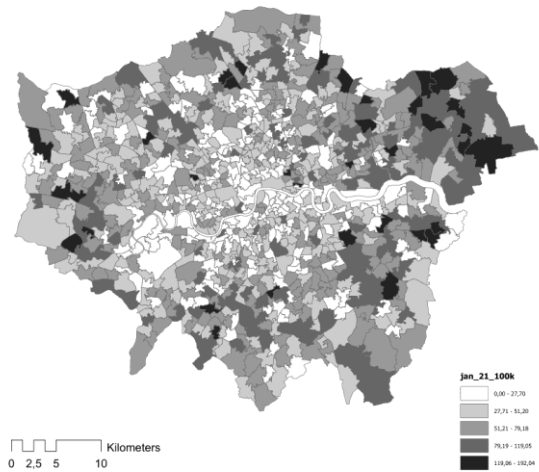 jan_21_100k
0,00 - 27,70
27,71 - 51,20
51,21 - 79,18
79,19 - 119,05
119,06 - 192,04
Kilometers
0 2,5 5 10